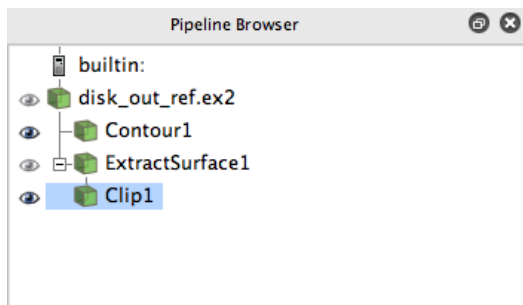 Pipeline Browser
builtin:
disk_out_ref.ex2
Contour1
ExtractSurface1
Clip1